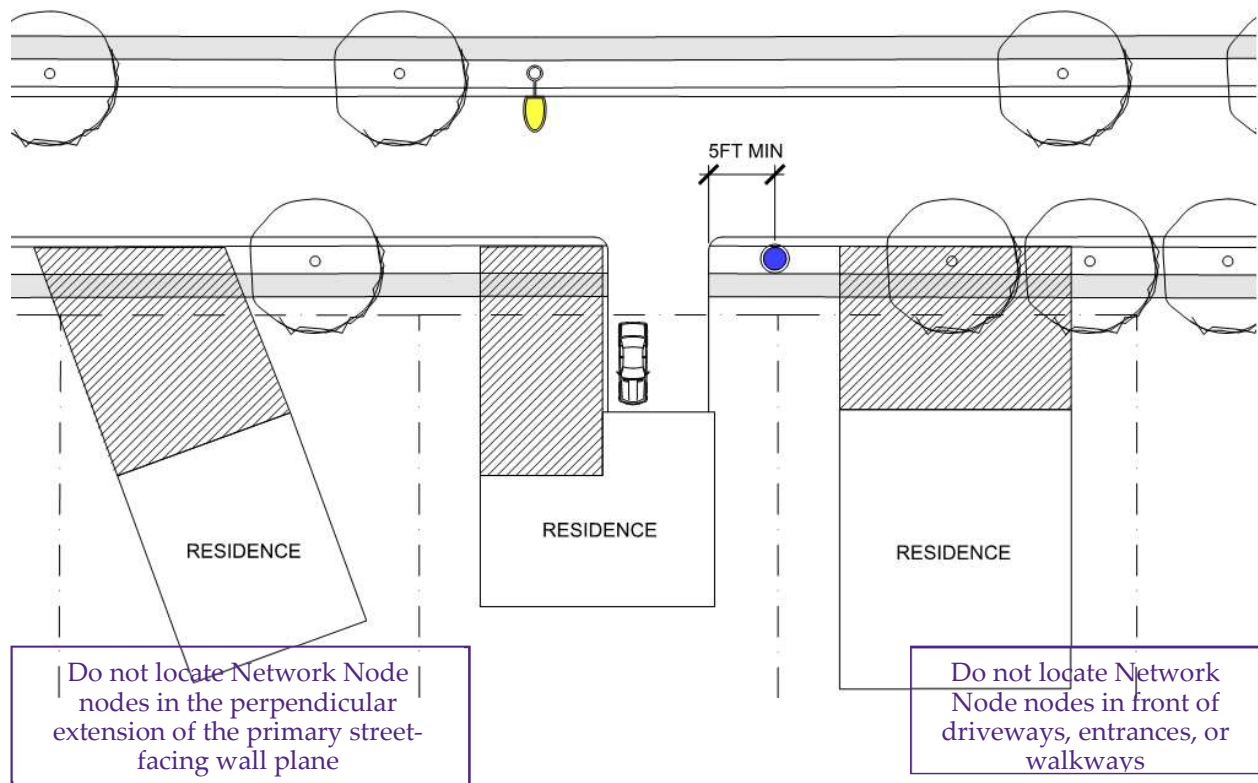 5FT MIN
RESIDENCE
RESIDENCE
RESIDENCE
Do not locate Network Node
nodes in the perpendicular
extension of the primary street-
facing wall plane
Do not locate Network
Node nodes in front of
driveways, entrances, or
walkways